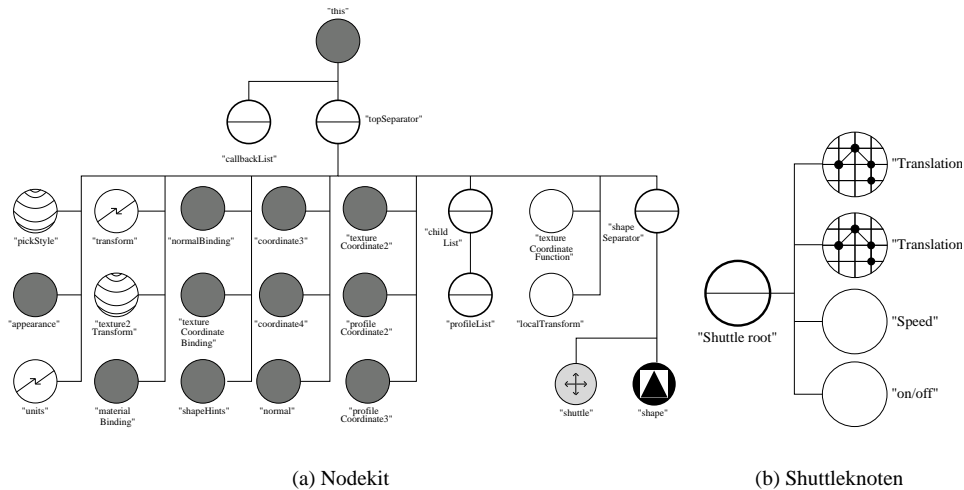 "this"
"callbackList"
"topSeparator"
"pickStyle"
"transform"
"normalBinding"
"coordinate3"
"texture
Coordinate2"
"child
List"
"texture
Coordinate
Function"
"shape
Separator"
"appearance"
"texture2
Transform"
"texture
Coordinate
Binding"
"coordinate4"
"profile
Coordinate2"
"profileList"
"localTransform"
"units"
"material
Binding"
"shapeHints"
"normal"
"profile
Coordinate3"
"shuttle"
"shape"
(a) Nodekit
"Translation
"Translation
"Shuttle root"
"Speed"
"on/off"
(b) Shuttleknoten